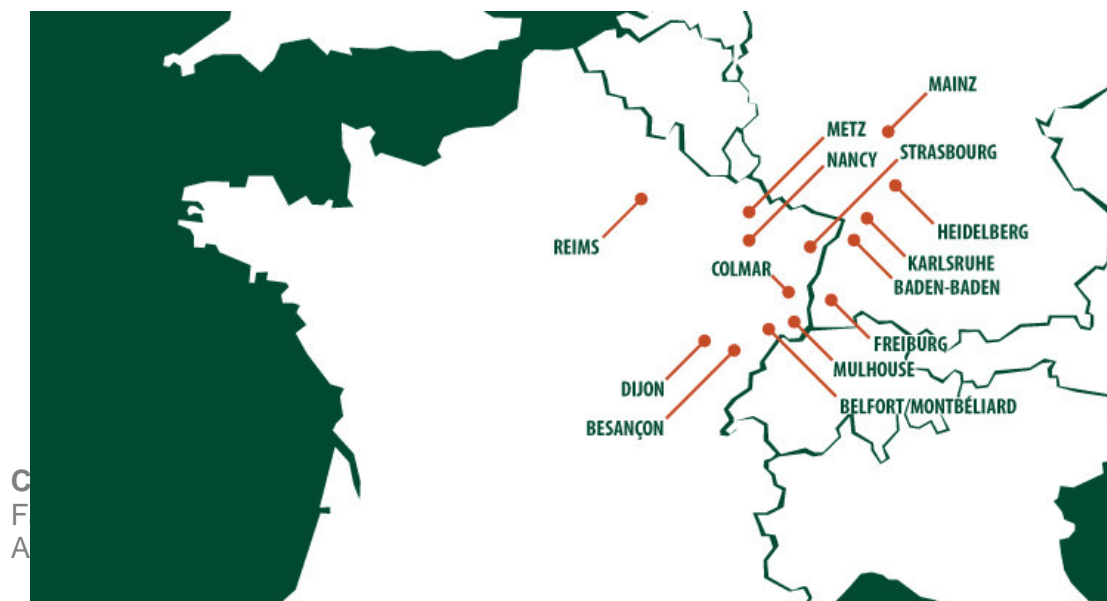 MAINZ
METZ
STRASBOURG
NANCY
HEIDELBERG
REIMS
KARLSRUHE
COLMAR
BADEN-BADEN
FREIBURG
MULHOUSE
DIJON
BELFORT/MONTBÉLIARD
BESANÇON
C
F
A